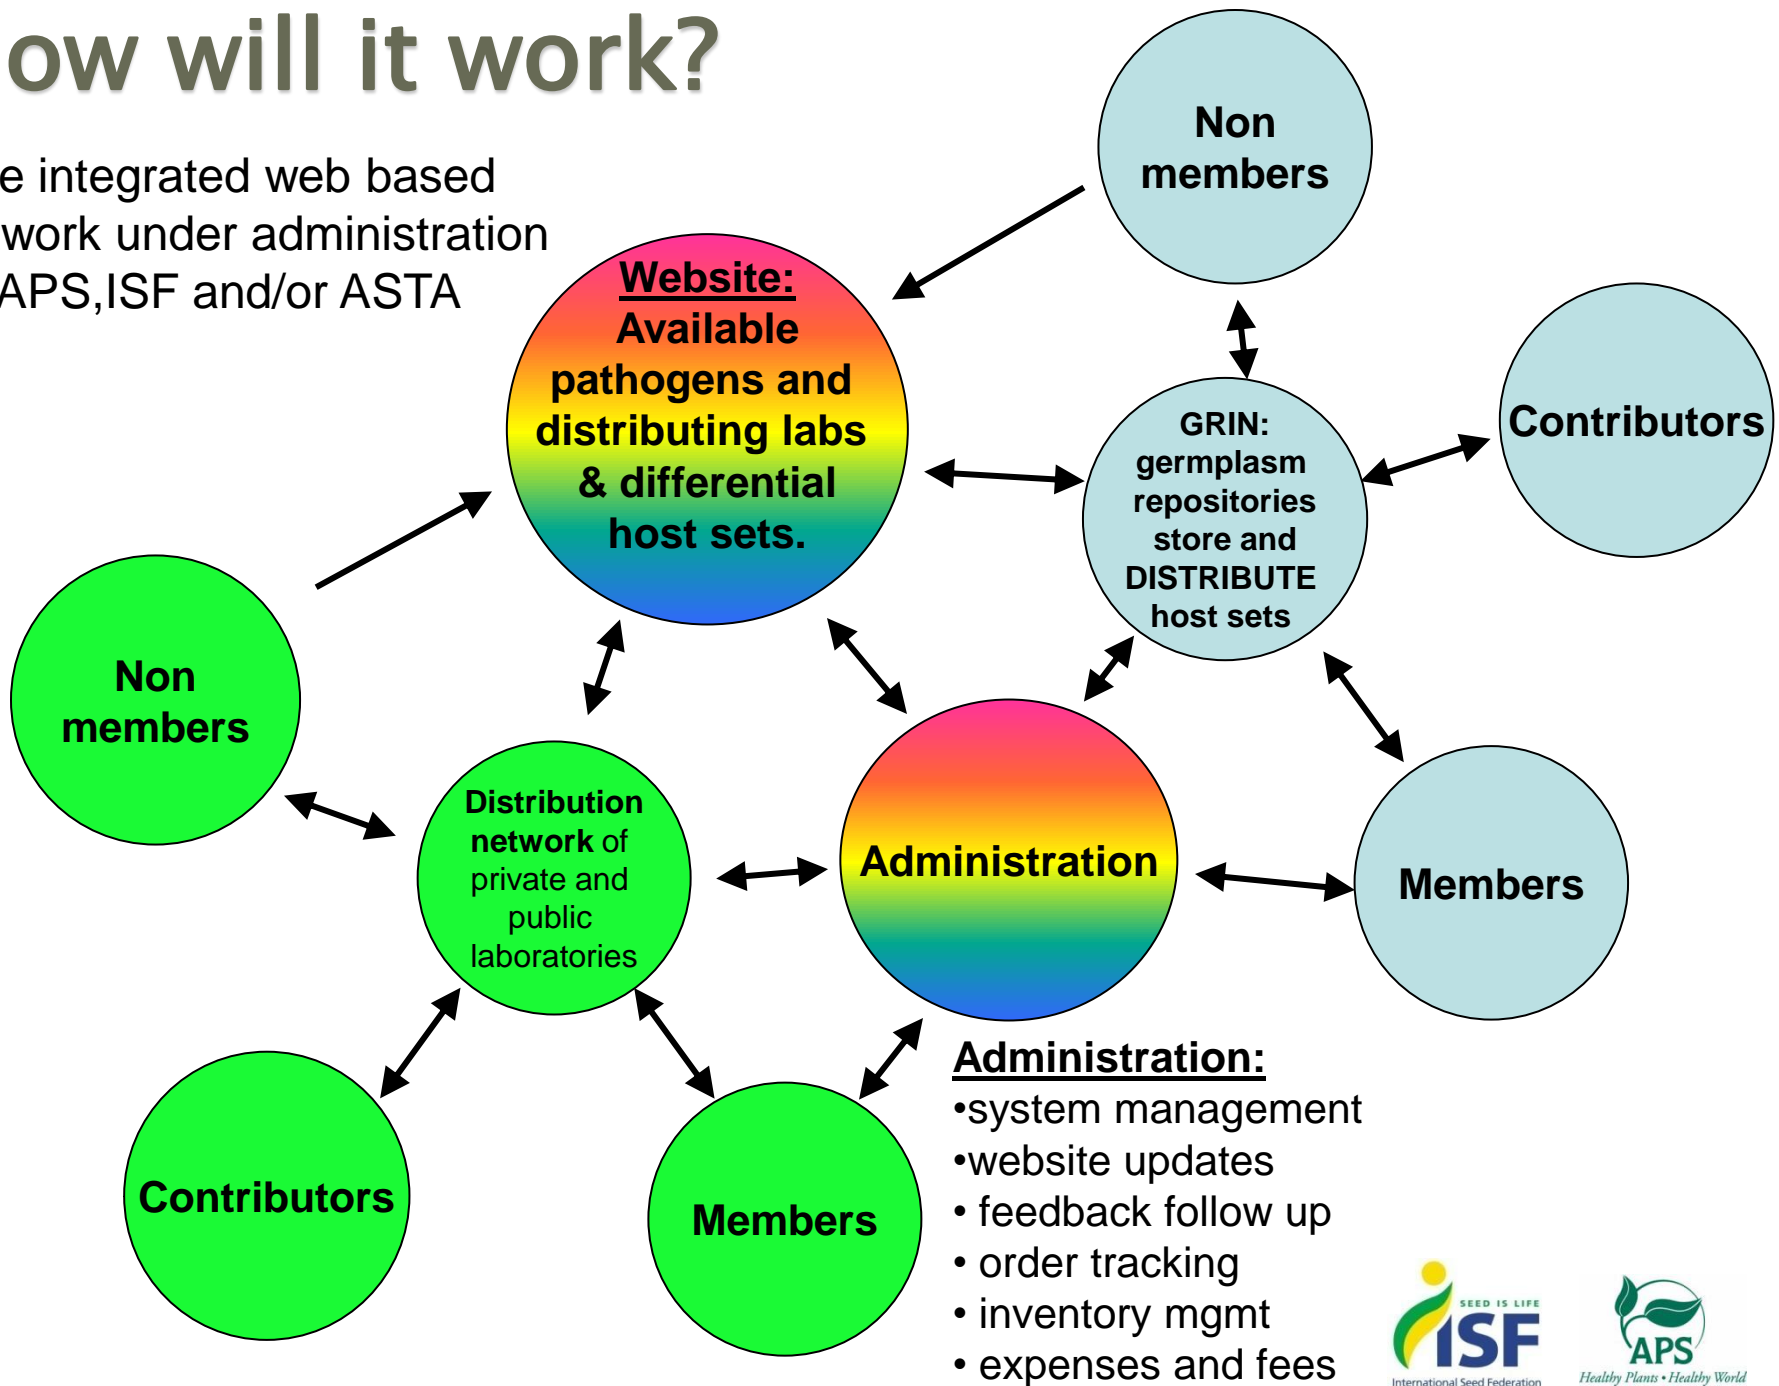 ow will it work?
e integrated web based
work under administration
APS,ISF and/or ASTA
Non
members
Website:
Available
pathogens and
distributing labs
& differential
host sets.
Contributors
GRIN:
germplasm
repositories
store and
DISTRIBUTE
host sets
Non
members
Distribution
network of
private and
public
laboratories
Administration
Members
Contributors
Members
Administration:
•system management
•website updates
• feedback follow up
• order tracking
• inventory mgmt
• expenses and fees
SEED IS LIFE
ISF
International Seed Federation
APS
Healthy Plants • Healthy World